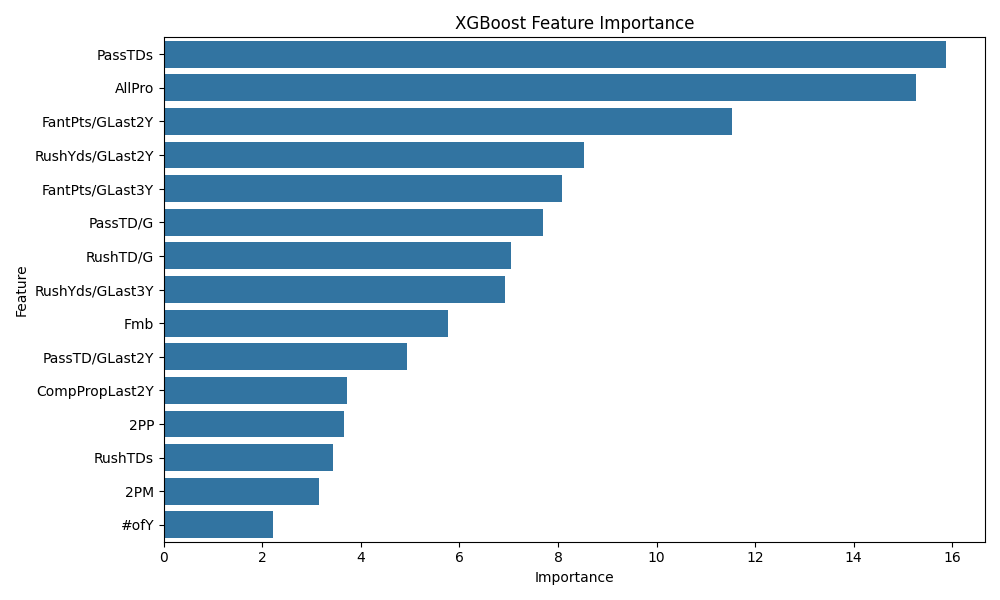 XGBoost Feature Importance
PassTDs
AllPro
FantPts/GLast2Y
RushYds/GLast2Y
FantPts/GLast3Y
PassTD/G
RushTD/G
RushYds/GLast3Y
Fmb
PassTD/GLast2Y
CompPropLast2Y
2PP
RushTDs
2PM
#ofY
Feature
0 2 4 6 8 10 12 14 16
Importance